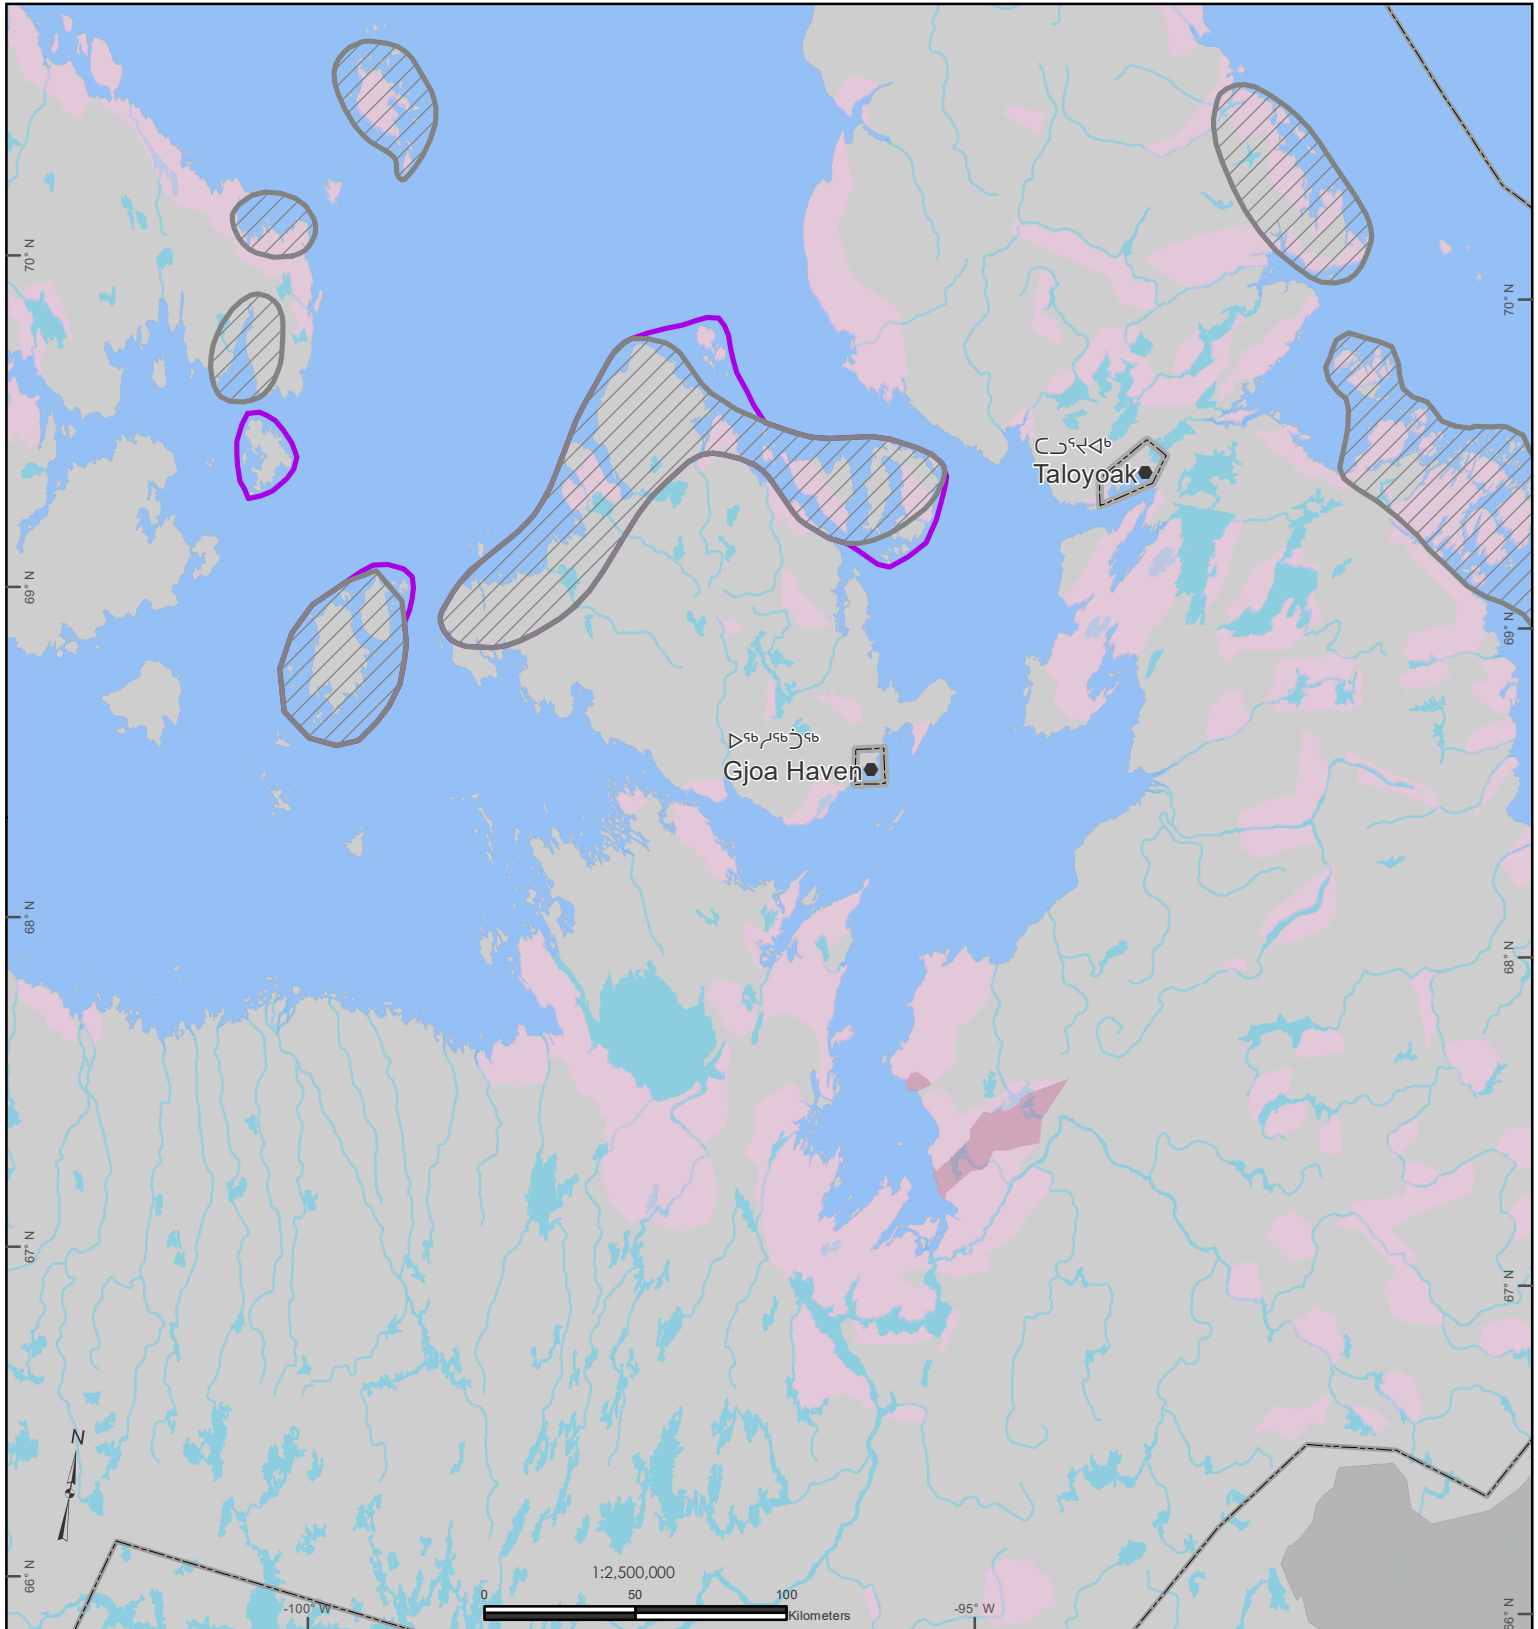 70° N
70° N
ᑕᓗᕐᔪᐊᒃ
Taloyoak
69° N
69° N
ᐅᖅᓱᖅᑑᖅ
Gjoa Haven
68° N
68° N
67° N
67° N
N
66° N
1:2,500,000
0 50 100
Kilometers
-100° W
-95° W
66° N